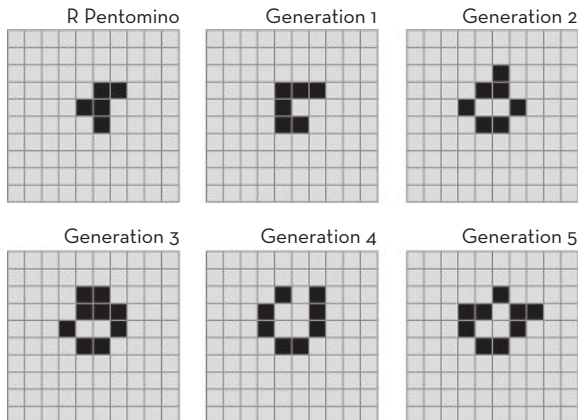 R Pentomino
Generation 1
Generation 2
Generation 3
Generation 4
Generation 5